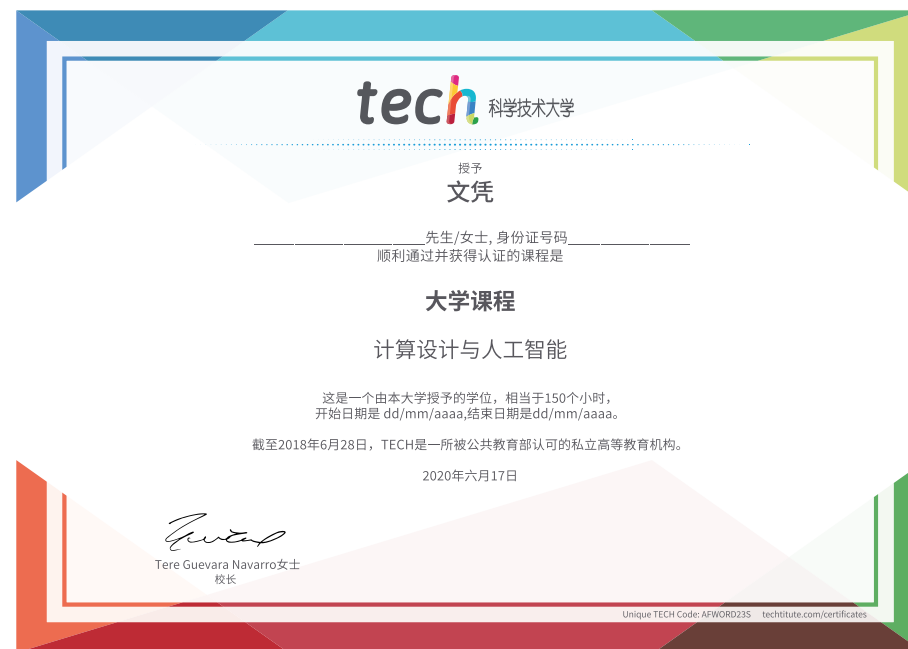 tech 科学技术大学
授予
文凭
先生/女士, 身份证号码
顺利通过并获得认证的课程是
大学课程
计算设计与人工智能
这是一个由本大学授予的学位，相当于150个小时，
开始日期是 dd/mm/aaaa,结束日期是dd/mm/aaaa。
截至2018年6月28日，TECH是一所被公共教育部认可的私立高等教育机构。
2020年六月17日
Tere Guevara Navarro女士
校长
Unique TECH Code: AFWORD23S techtitute.com/certificates